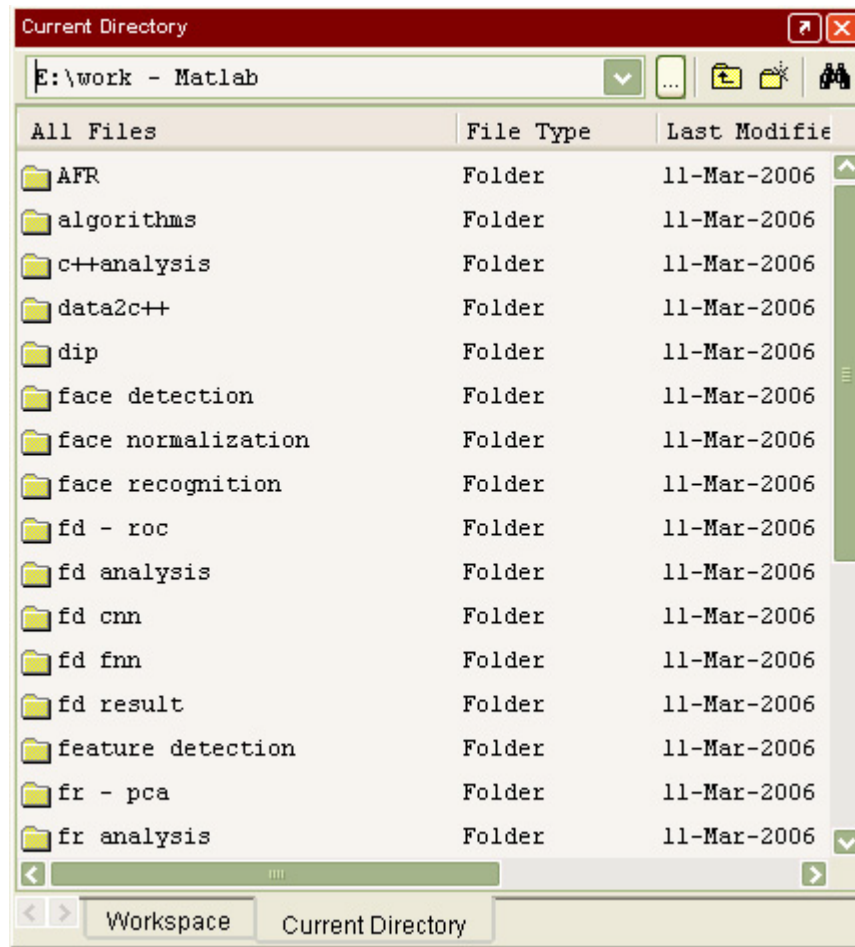 Current Directory
E:\work - Matlab ...
All Files File Type Last Modifie
AFR Folder 11-Mar-2006
algorithms Folder 11-Mar-2006
c++analysis Folder 11-Mar-2006
data2c++ Folder 11-Mar-2006
dip Folder 11-Mar-2006
face detection Folder 11-Mar-2006
face normalization Folder 11-Mar-2006
face recognition Folder 11-Mar-2006
fd - roc Folder 11-Mar-2006
fd analysis Folder 11-Mar-2006
fd cnn Folder 11-Mar-2006
fd fnn Folder 11-Mar-2006
fd result Folder 11-Mar-2006
feature detection Folder 11-Mar-2006
fr - pca Folder 11-Mar-2006
fr analysis Folder 11-Mar-2006
Workspace Current Directory